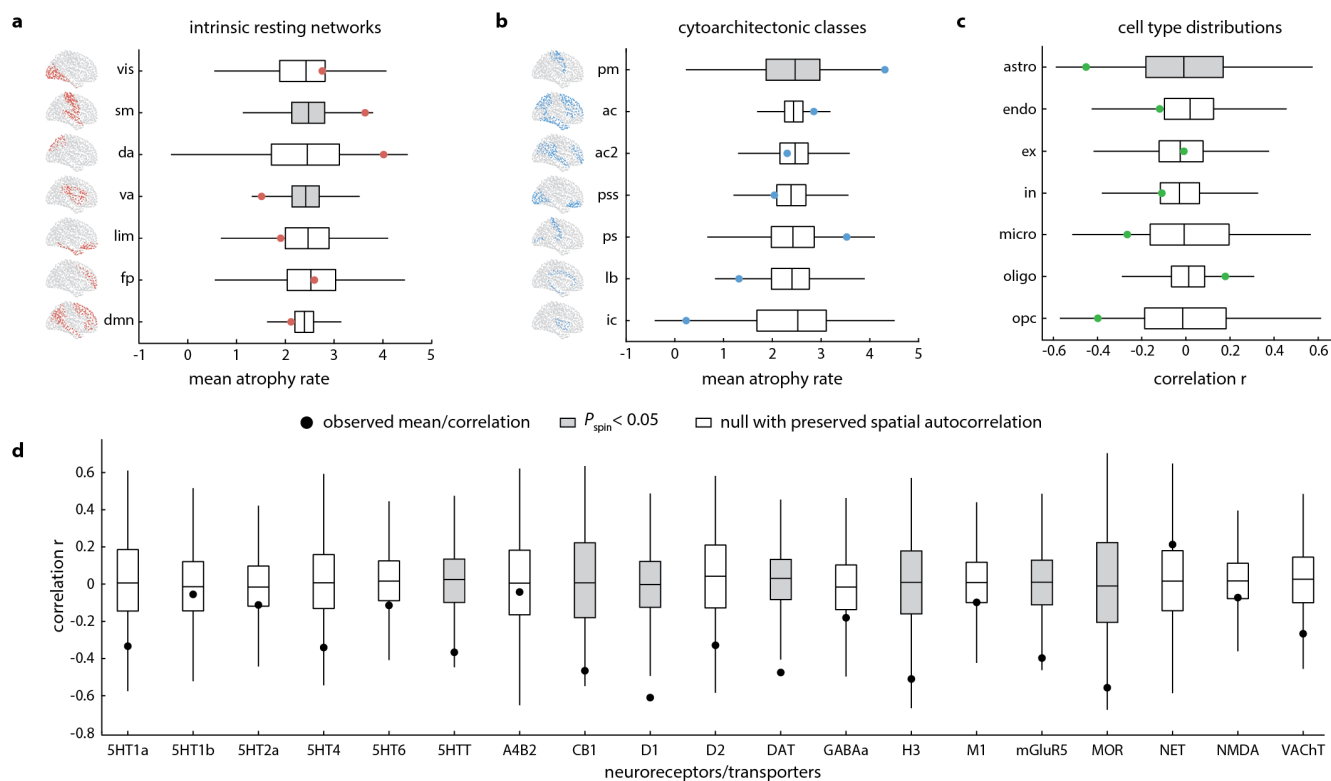 a intrinsic resting networks
vis
sm
da
va
lim
fp
dmn
-1 0 1 2 3 4 5
mean atrophy rate
b cytoarchitectonic classes
pm
ac
ac2
pss
ps
lb
ic
-1 0 1 2 3 4 5
mean atrophy rate
c cell type distributions
astro
endo
ex
in
micro
oligo
opc
-0.6 -0.4 -0.2 0 0.2 0.4 0.6
correlation r
observed mean/correlation Pspin< 0.05 null with preserved spatial autocorrelation
d
correlation r
0.6
0.4
0.2
0
-0.2
-0.4
-0.6
-0.8
5HT1a 5HT1b 5HT2a 5HT4 5HT6 5HTT A4B2 CB1 D1 D2 DAT GABAa H3 M1 mGluR5 MOR NET NMDA VAChT
neuroreceptors/transporters